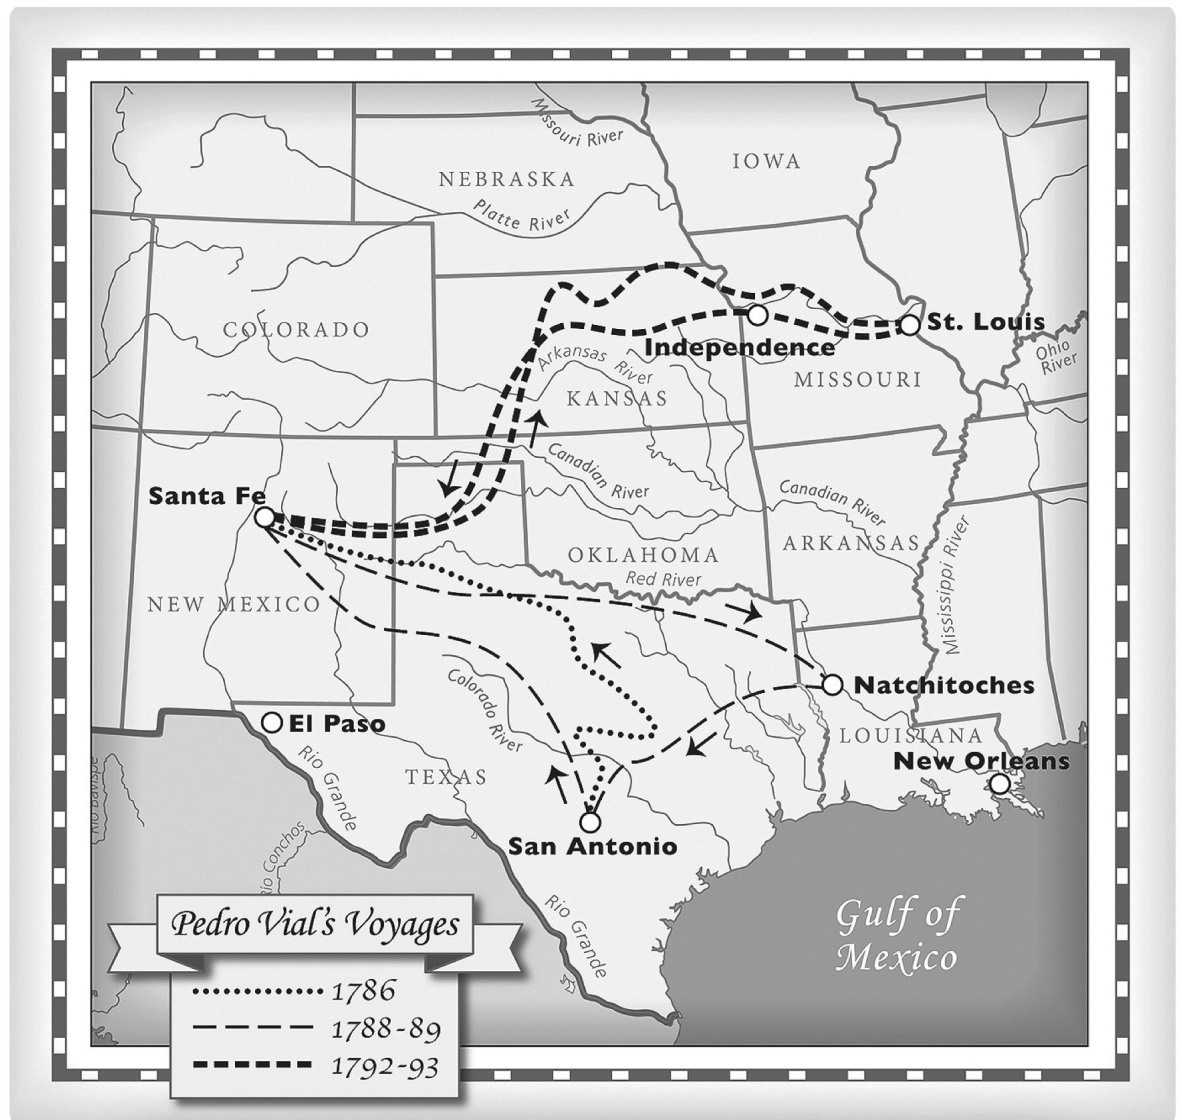 Missouri River
IOWA
NEBRASKA
Platte River
COLORADO
St. Louis
Independence
Ohio
River
Arkansas River
MISSOURI
KANSAS
Canadian River
Santa Fe
Canadian River
OKLAHOMA
ARKANSAS
Red River
Mississippi River
NEW MEXICO
Natchitoches
Colorado River
El Paso
LOUISIANA
Rio Grande
New Orleans
TEXAS
Rio Bavispe
San Antonio
Rio Conchos
Rio Grande
Gulf of
Mexico
Pedro Vial's Voyages
1786
1788-89
1792-93